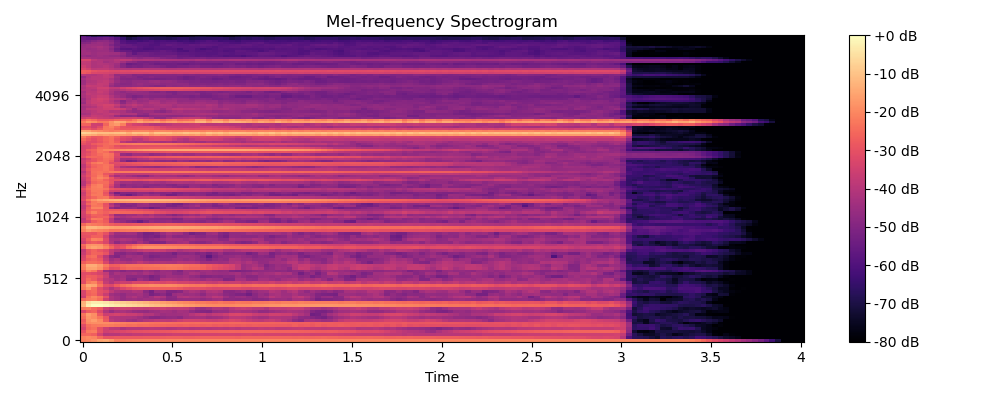 Mel-frequency Spectrogram
Hz
4096
2048
1024
512
0
0 0.5 1 1.5 2 2.5 3 3.5 4
Time
+0 dB
-10 dB
-20 dB
-30 dB
-40 dB
-50 dB
-60 dB
-70 dB
-80 dB